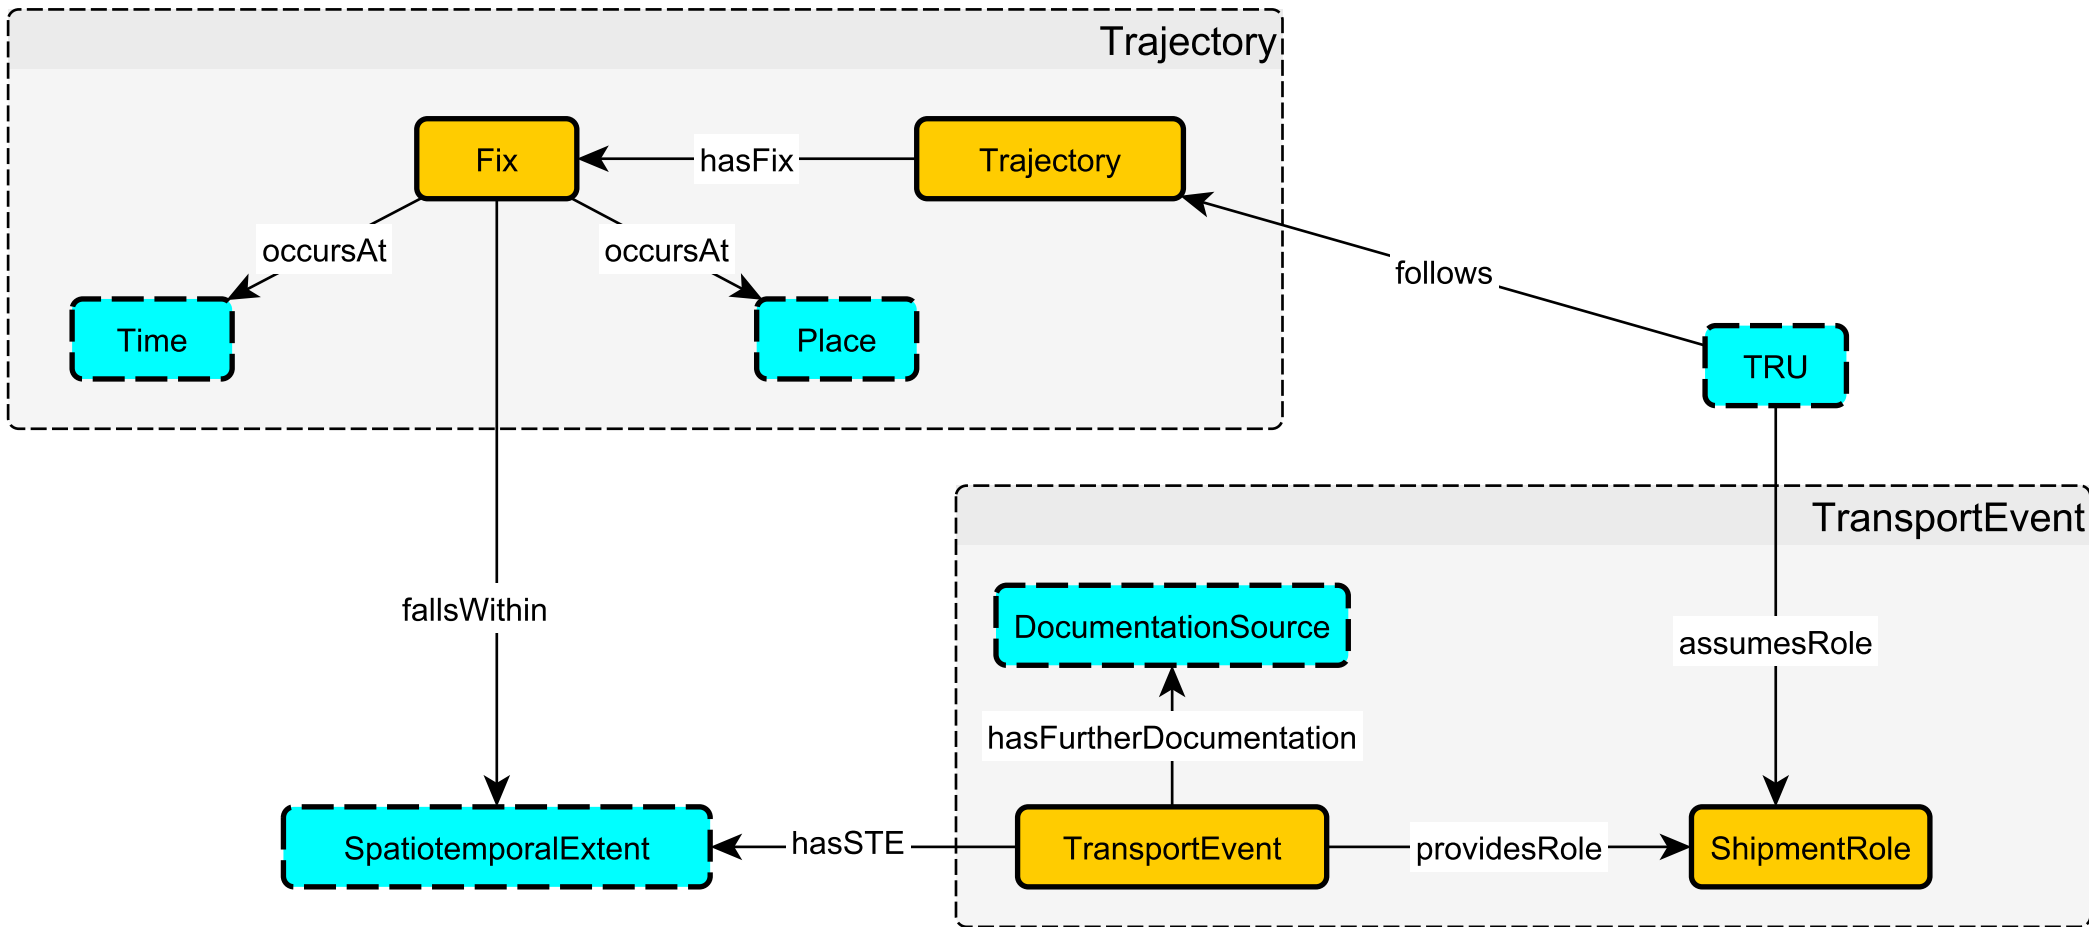 Trajectory
Fix
hasFix
Trajectory
occursAt
occursAt
follows
Time
Place
TRU
TransportEvent
fallsWithin
DocumentationSource
assumesRole
hasFurtherDocumentation
SpatiotemporalExtent
hasSTE
TransportEvent
providesRole
ShipmentRole